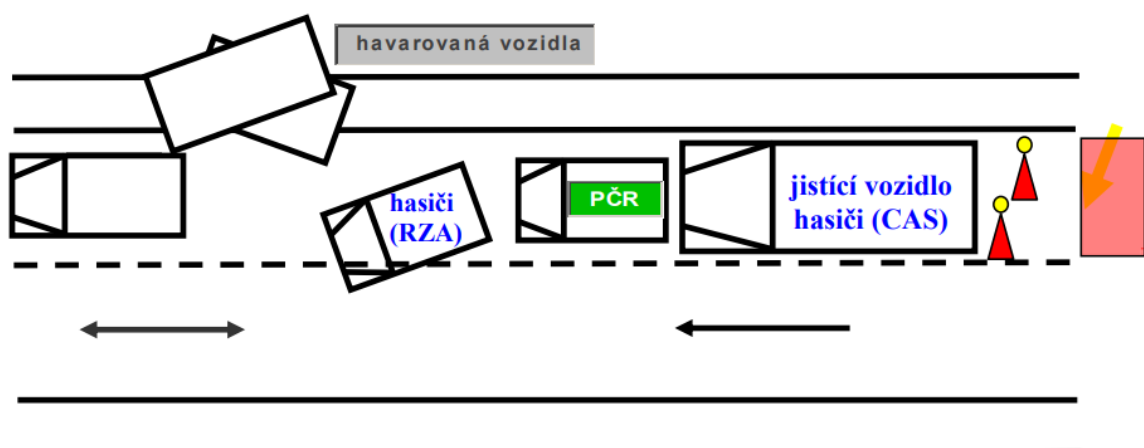 havarovaná vozidla
hasiči
(RZA)
PČR
jistící vozidlo
hasiči (CAS)